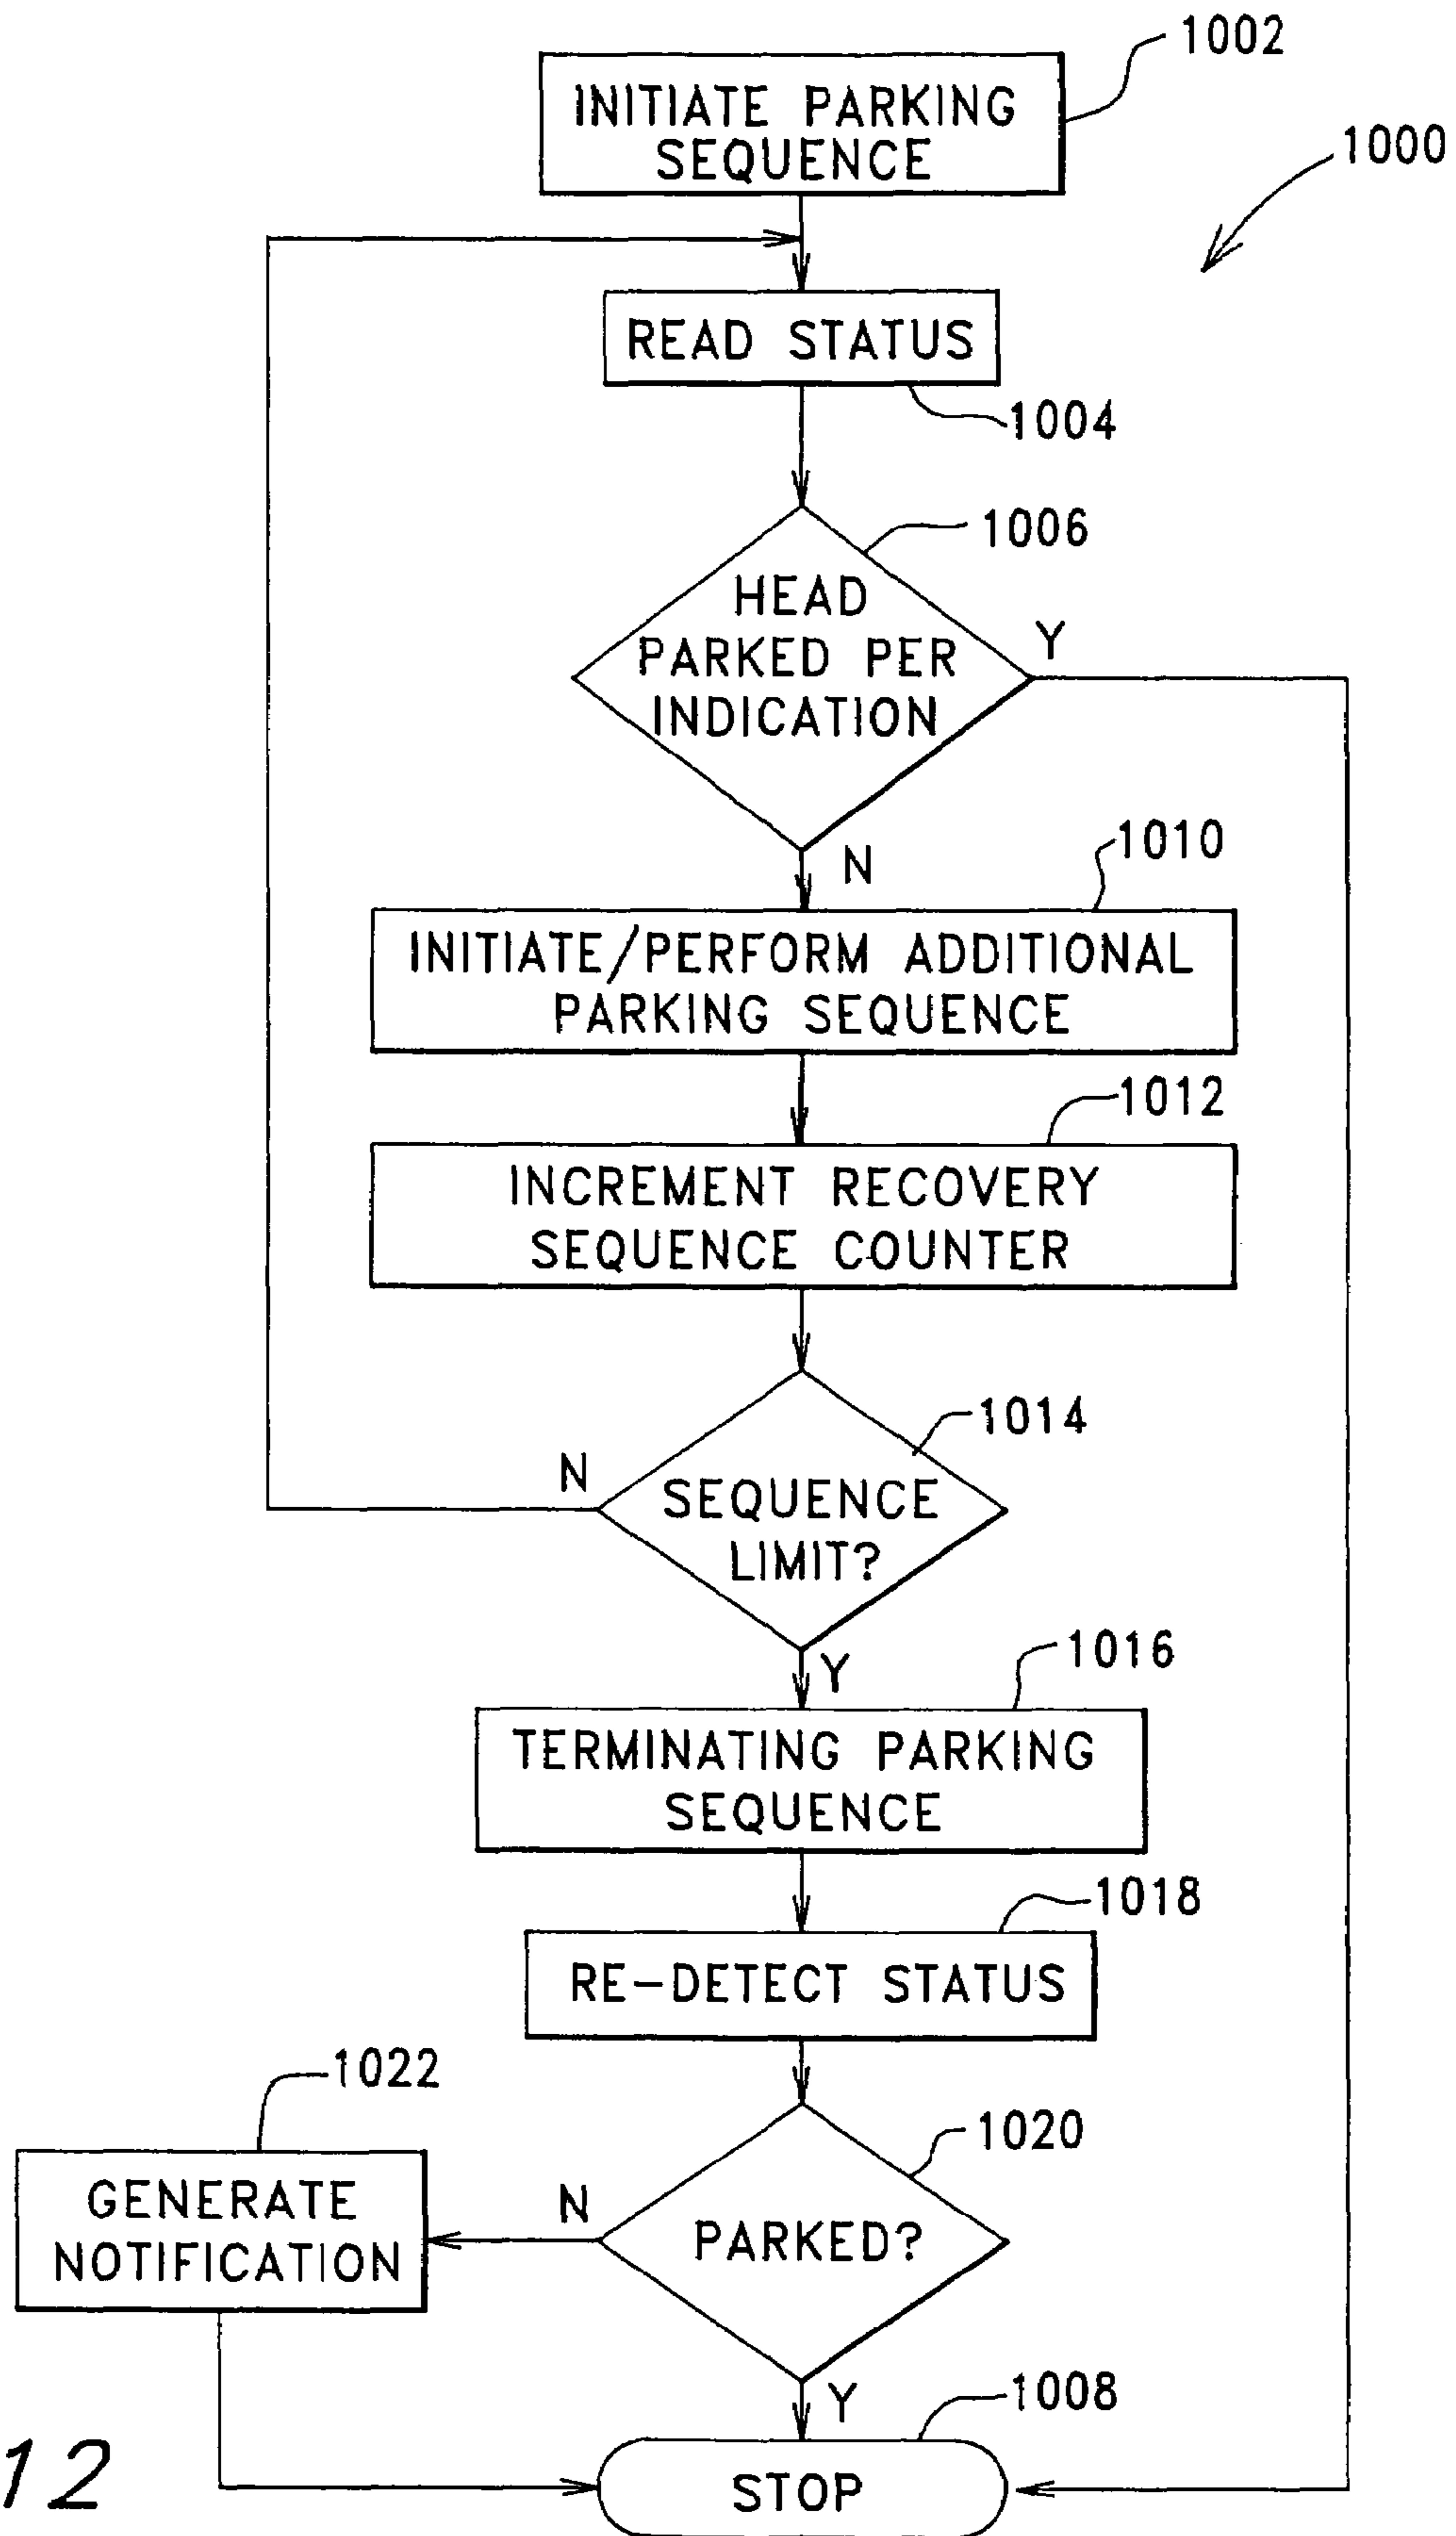 1002
INITIATE PARKING
SEQUENCE
1000
READ STATUS
1004
1006
HEAD
PARKED PER
INDICATION
Y
N
1010
INITIATE/PERFORM ADDITIONAL
PARKING SEQUENCE
1012
INCREMENT RECOVERY
SEQUENCE COUNTER
1014
N
SEQUENCE
LIMIT?
Y
1016
TERMINATING PARKING
SEQUENCE
1018
RE-DETECT STATUS
1022
1020
GENERATE
NOTIFICATION
N
PARKED?
Y
1008
STOP
12